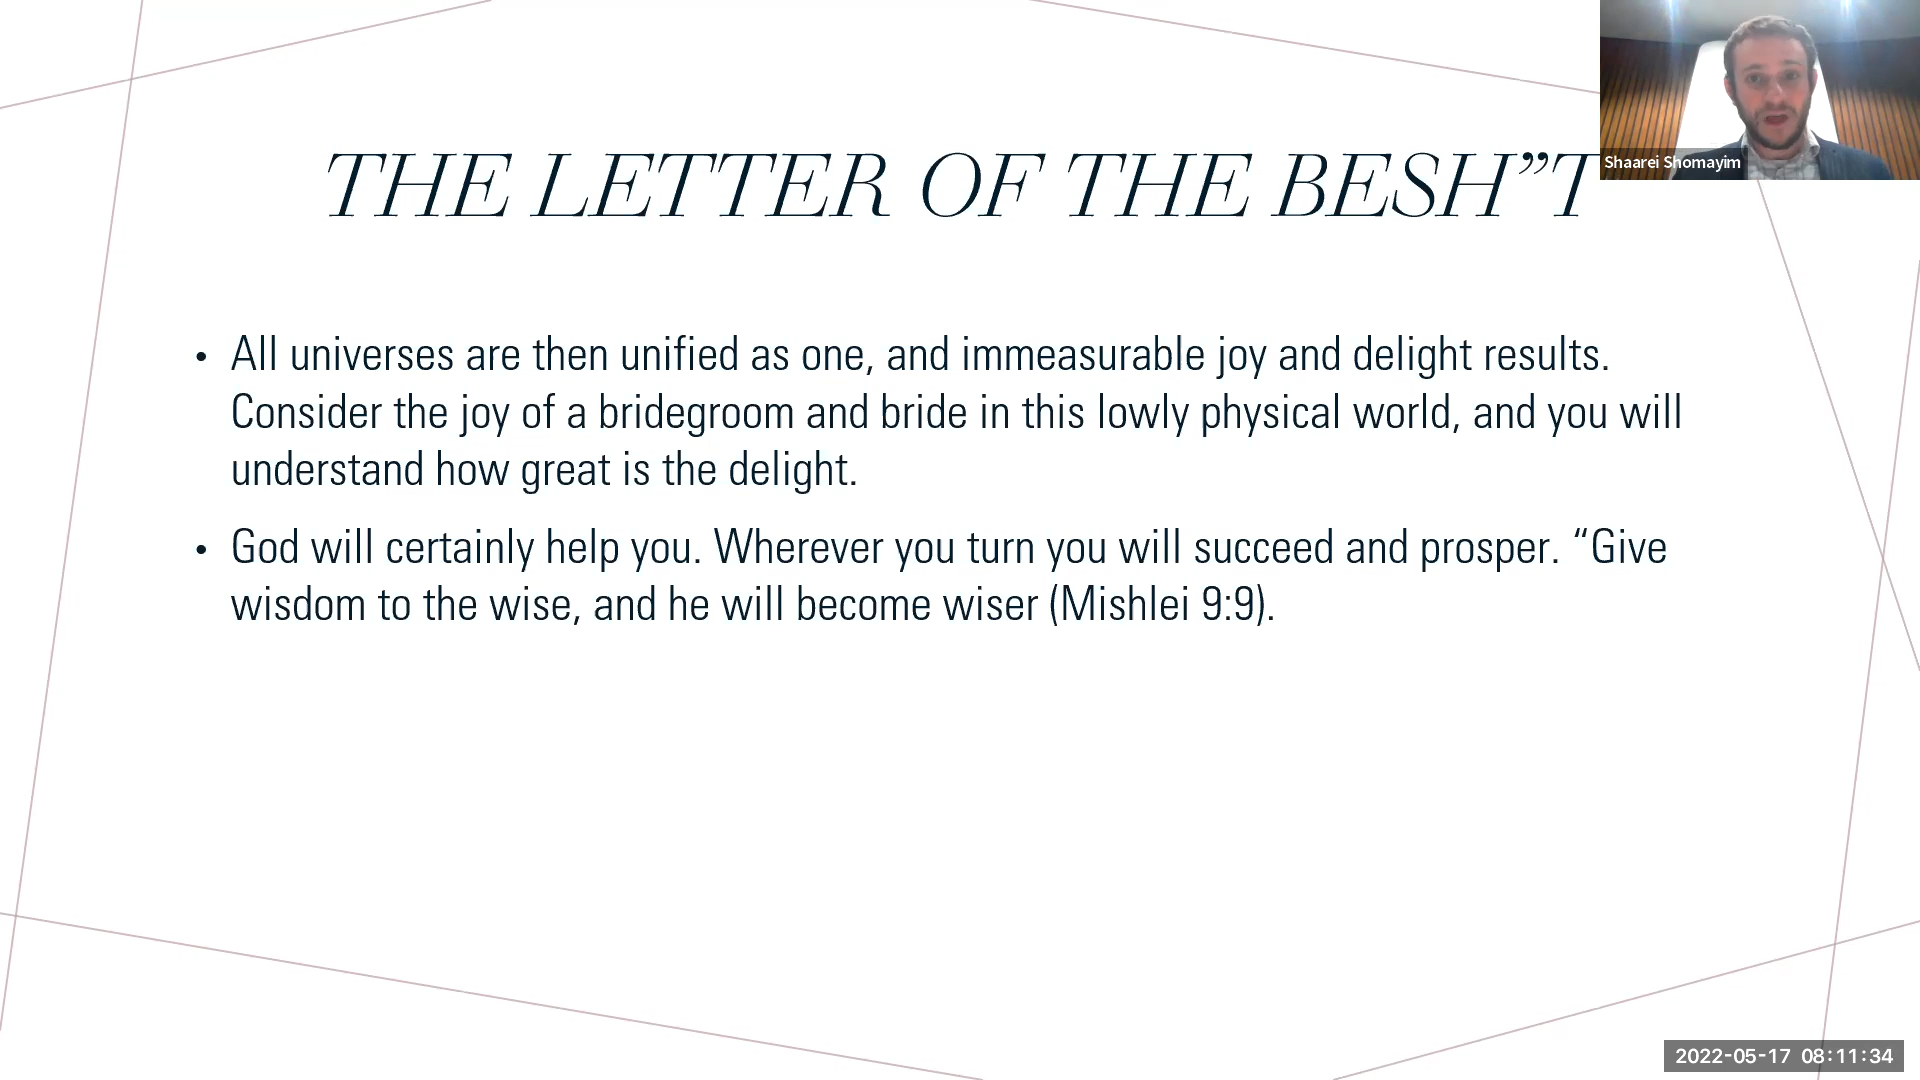 THE LETTER OF THE BESH”T
Shaarei Shomayim
• All universes are then unified as one, and immeasurable joy and delight results.
Consider the joy of a bridegroom and bride in this lowly physical world, and you will
understand how great is the delight.
• God will certainly help you. Wherever you turn you will succeed and prosper. “Give
wisdom to the wise, and he will become wiser (Mishlei 9:9).
2022-05-17 08:11:34